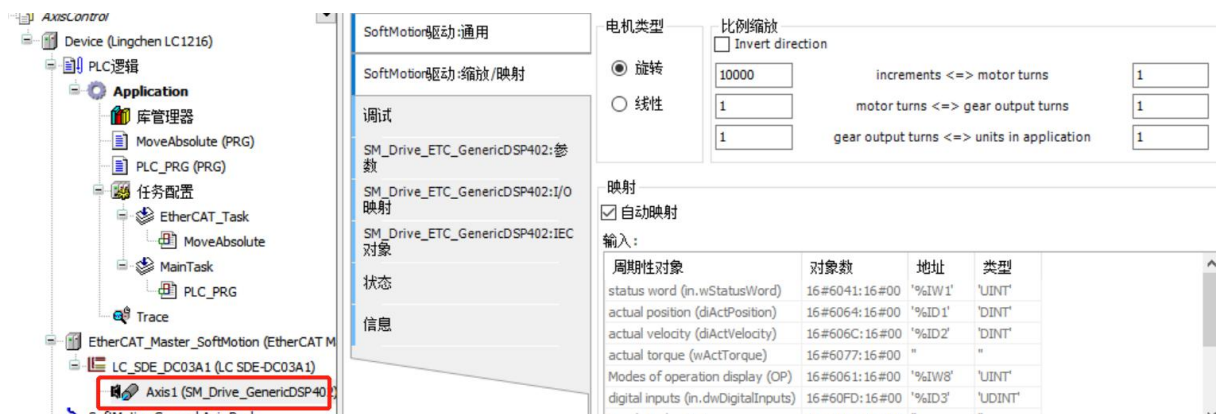 AxisControl
Device (Lingchen LC1216)
PLC逻辑
Application
库管理器
MoveAbsolute (PRG)
PLC_PRG (PRG)
任务配置
EtherCAT_Task
MoveAbsolute
MainTask
PLC_PRG
Trace
EtherCAT_Master_SoftMotion (EtherCAT M
LC_SDE_DC03A1 (LC SDE-DC03A1)
Axis1 (SM_Drive_GenericDSP402)
SoftMotion驱动:通用
SoftMotion驱动:缩放/映射
调试
SM_Drive_ETC_GenericDSP402:参
数
SM_Drive_ETC_GenericDSP402:I/O
映射
SM_Drive_ETC_GenericDSP402:IEC
对象
状态
信息
电机类型
旋转
线性
比例缩放
Invert direction
10000 increments <=> motor turns 1
1 motor turns <=> gear output turns 1
1 gear output turns <=> units in application 1
映射
自动映射
输入:
周期性对象 对象数 地址 类型
status word (in.wStatusWord) 16#6041:16#00 '%IW1' 'UINT'
actual position (diActPosition) 16#6064:16#00 '%ID1' 'DINT'
actual velocity (diActVelocity) 16#606C:16#00 '%ID2' 'DINT'
actual torque (wActTorque) 16#6077:16#00 '' ''
Modes of operation display (OP) 16#6061:16#00 '%IW8' 'UINT'
digital inputs (in.dwDigitalInputs) 16#60FD:16#00 '%ID3' 'UDINT'